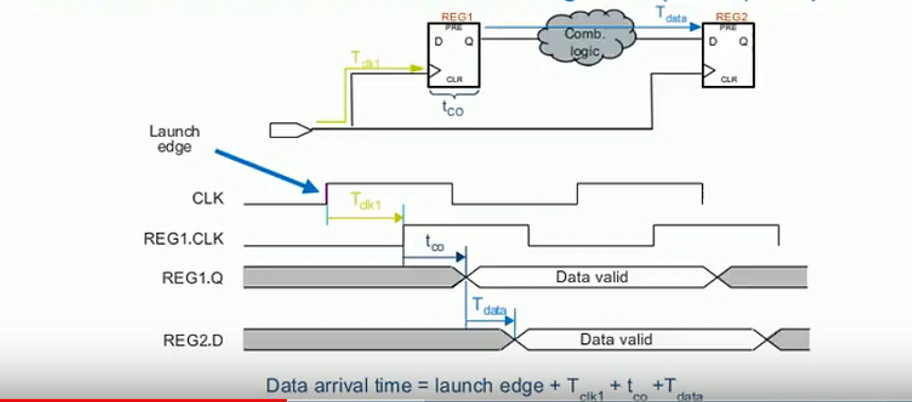 REG1
PRE
D Q
CLR
tco
Tclk1
Comb.
logic
Tdata
REG2
PRE
D Q
CLR
Launch
edge
CLK
Tclk1
REG1.CLK
tco
REG1.Q
Data valid
Tdata
REG2.D
Data valid
Data arrival time = launch edge + Tclk1 + tco +Tdata